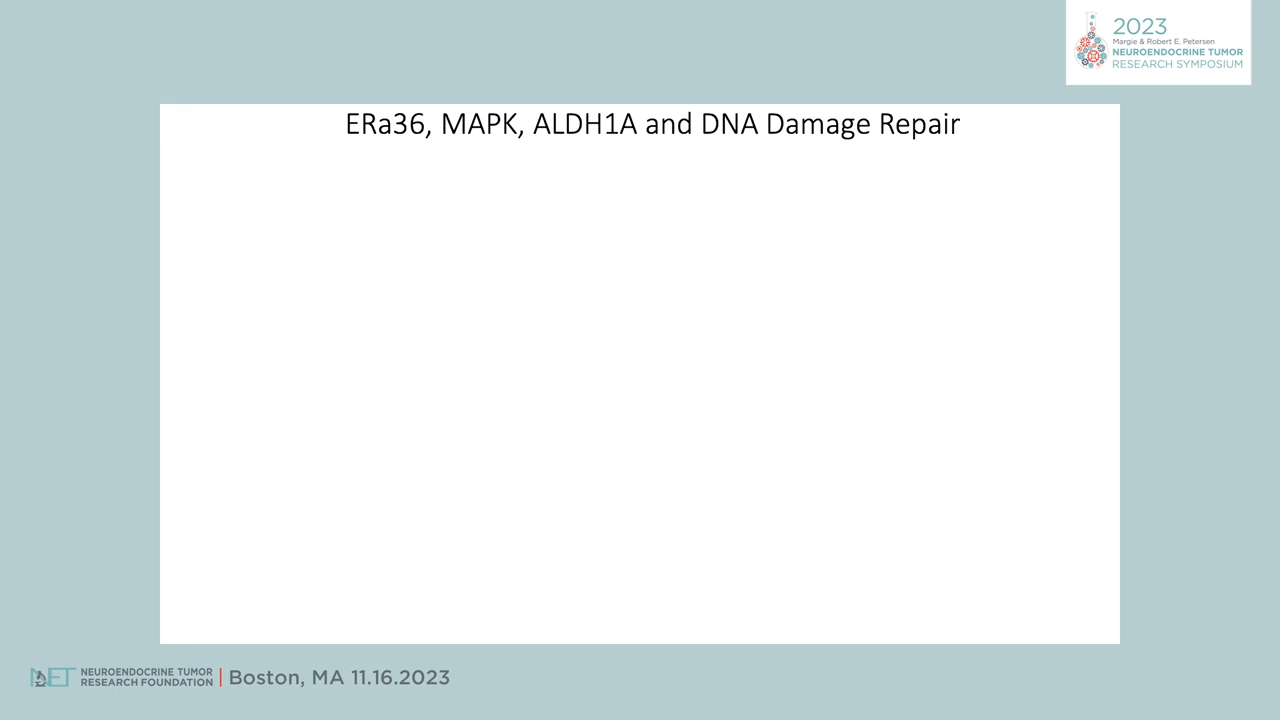 2023
Margie & Robert E. Petersen
NEUROENDOCRINE TUMOR
RESEARCH SYMPOSIUM
ERa36, MAPK, ALDH1A and DNA Damage Repair
NET
NEUROENDOCRINE TUMOR
RESEARCH FOUNDATION
Boston, MA 11.16.2023